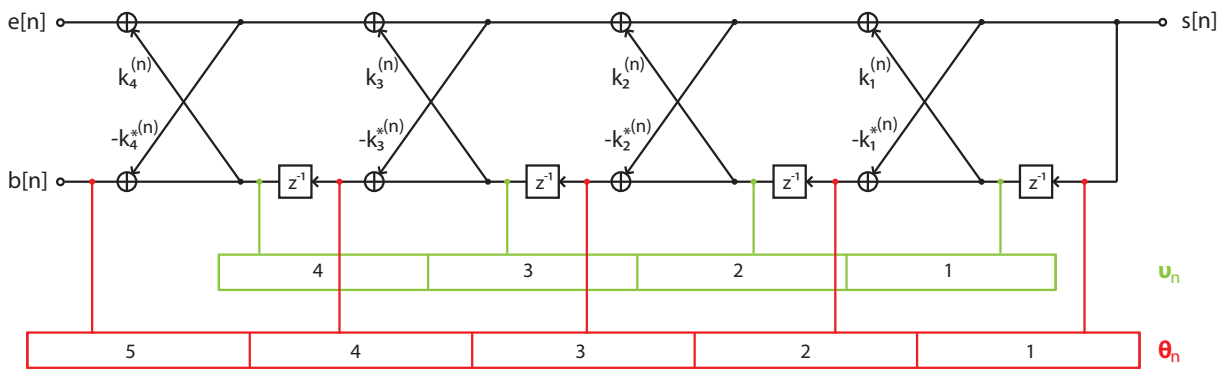 e[n] s[n]
k₄⁽ⁿ⁾ k₃⁽ⁿ⁾ k₂⁽ⁿ⁾ k₁⁽ⁿ⁾
-k₄*⁽ⁿ⁾ -k₃*⁽ⁿ⁾ -k₂*⁽ⁿ⁾ -k₁*⁽ⁿ⁾
b[n] z⁻¹ z⁻¹ z⁻¹ z⁻¹
4 3 2 1 υₙ
5 4 3 2 1 θₙ